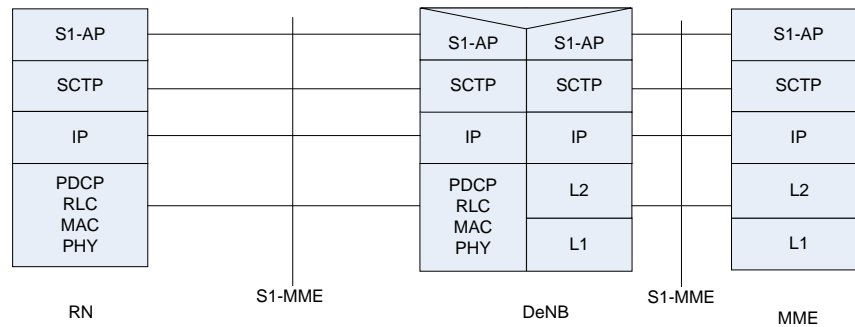 S1-AP
SCTP
IP
PDCP
RLC
MAC
PHY
S1-MME
RN
S1-AP S1-AP
SCTP SCTP
IP IP
PDCP
RLC
MAC
PHY
L2
L1
DeNB
S1-MME
S1-AP
SCTP
IP
L2
L1
MME